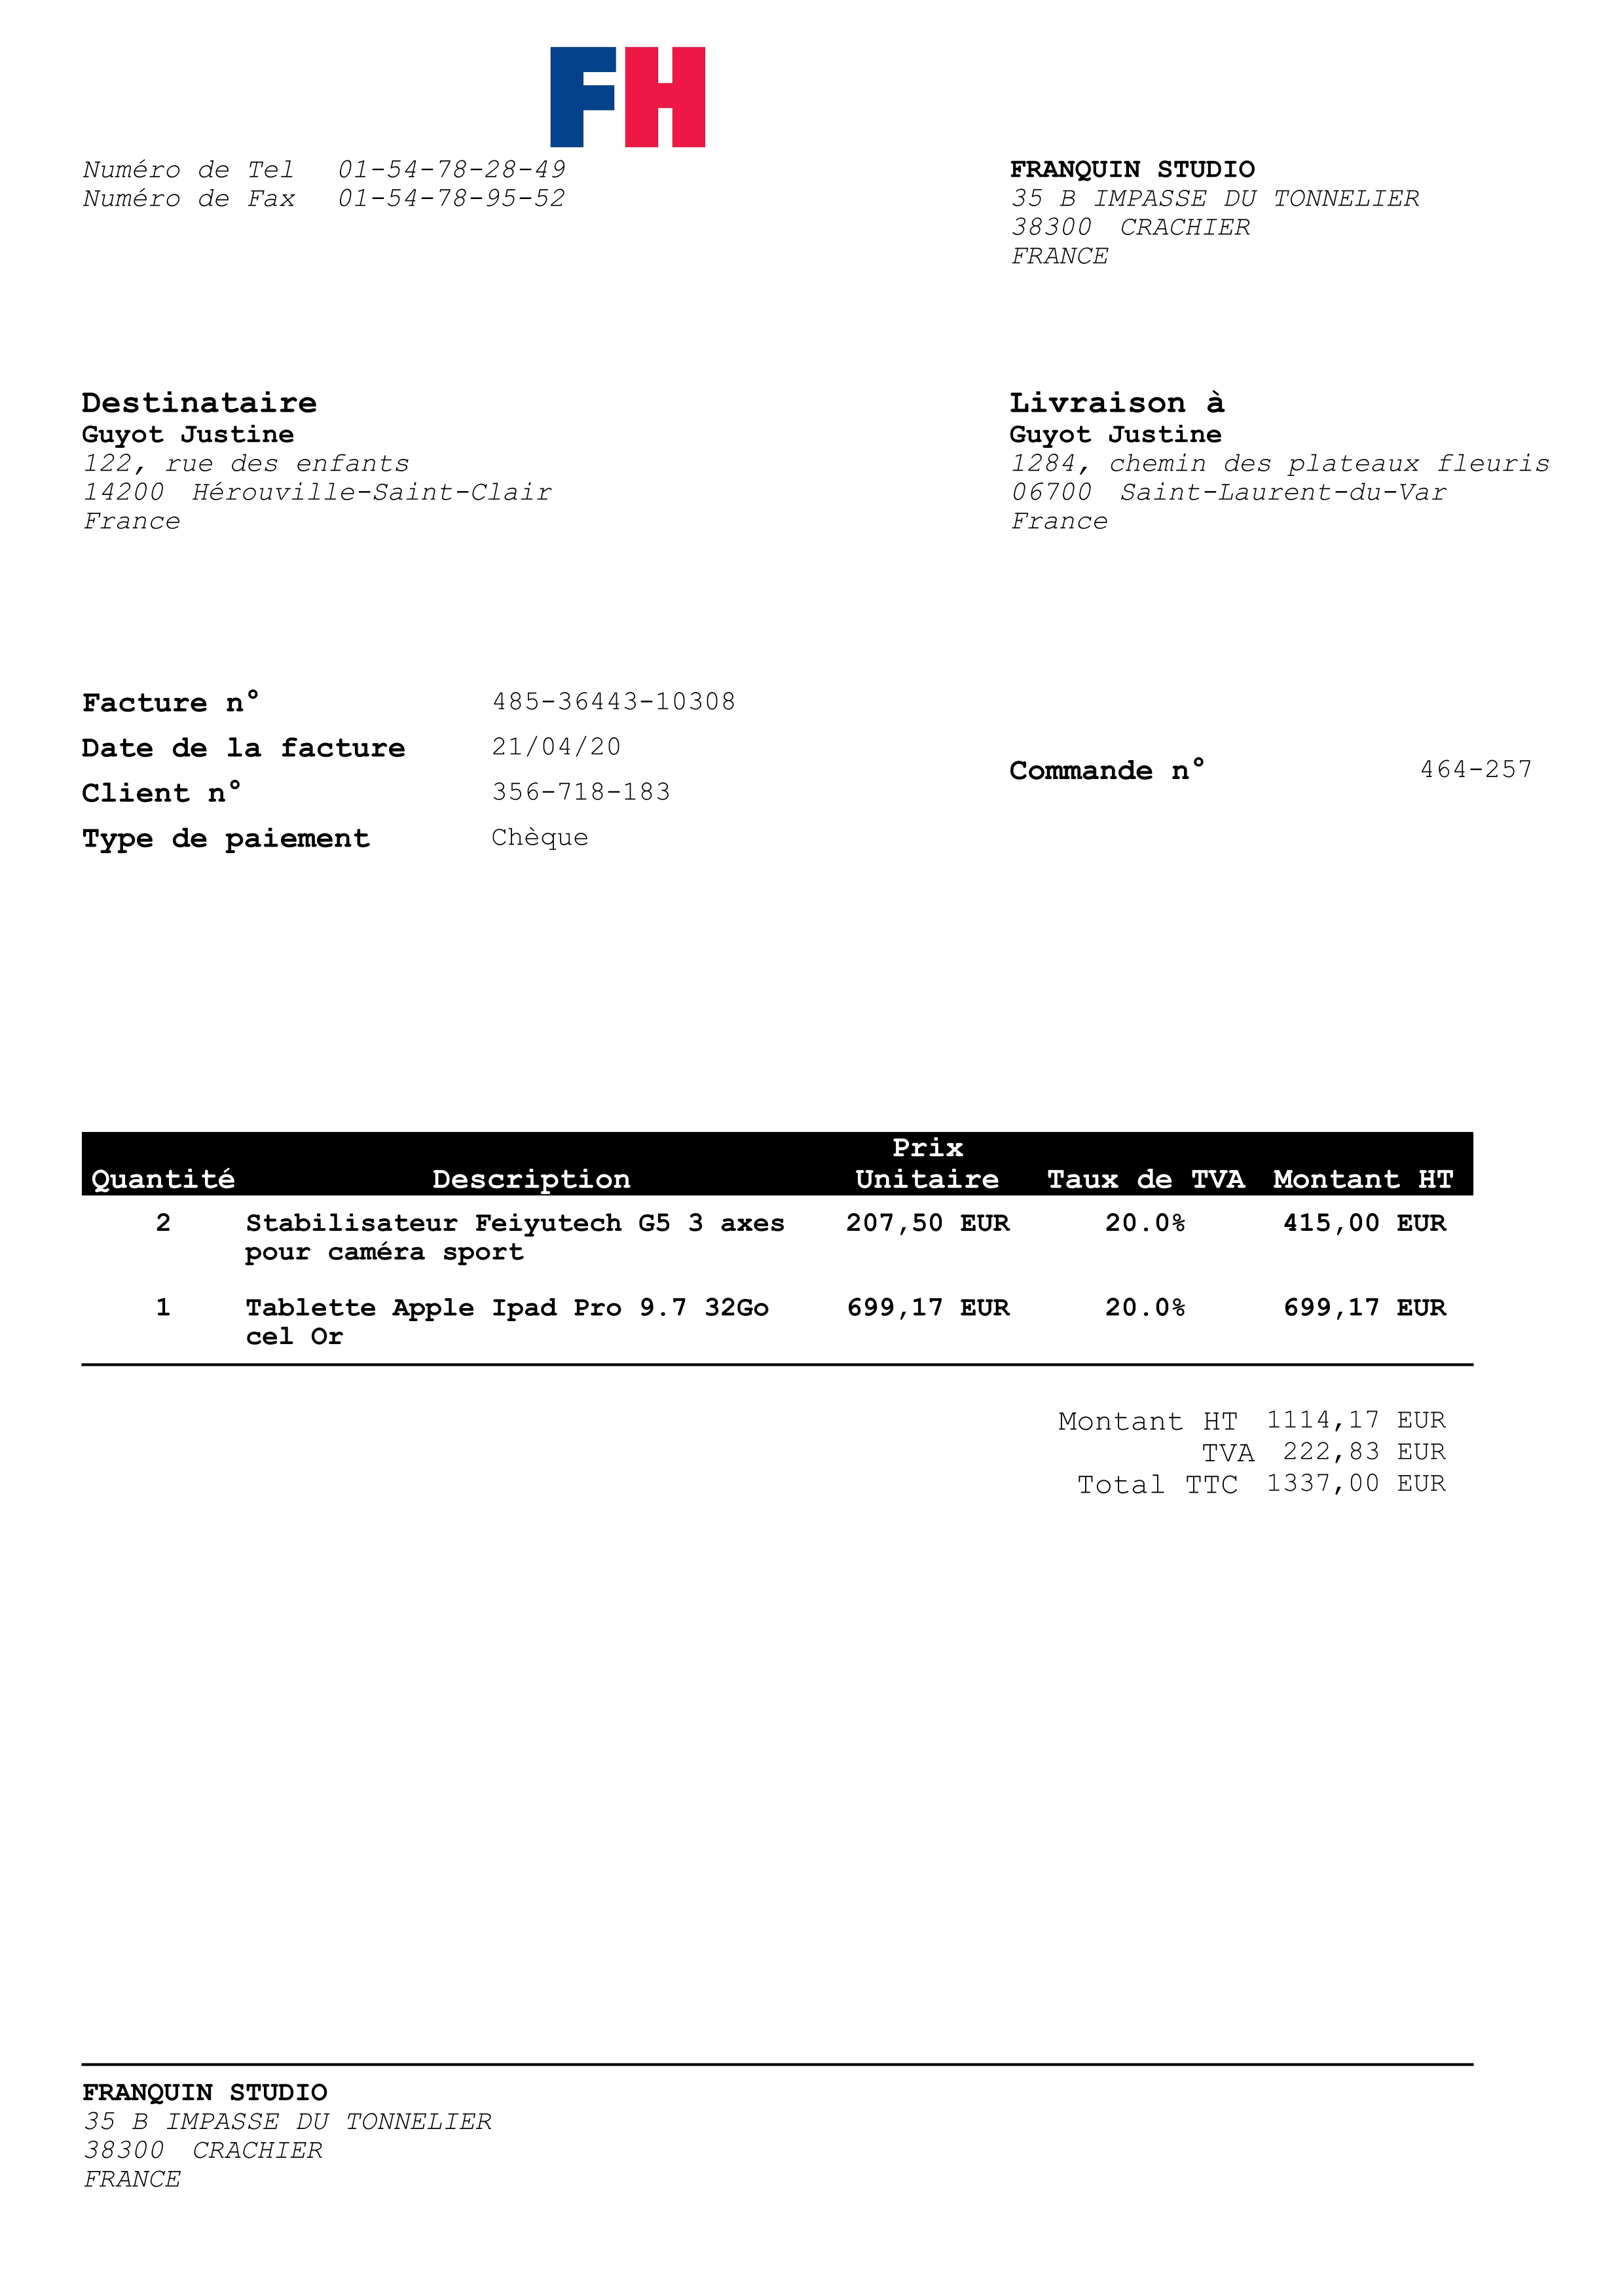 FH
Numéro de Tel 01-54-78-28-49
Numéro de Fax 01-54-78-95-52
FRANQUIN STUDIO
35 B IMPASSE DU TONNELIER
38300 CRACHIER
FRANCE
Destinataire
Guyot Justine
122, rue des enfants
14200 Hérouville-Saint-Clair
France
Livraison à
Guyot Justine
1284, chemin des plateaux fleuris
06700 Saint-Laurent-du-Var
France
Facture n° 485-36443-10308
Date de la facture 21/04/20
Client n° 356-718-183
Type de paiement Chèque
Commande n° 464-257
Quantité Description Prix Unitaire Taux de TVA Montant HT
2 Stabilisateur Feiyutech G5 3 axes 207,50 EUR 20.0% 415,00 EUR
pour caméra sport
1 Tablette Apple Ipad Pro 9.7 32Go 699,17 EUR 20.0% 699,17 EUR
cel Or
Montant HT 1114,17 EUR
TVA 222,83 EUR
Total TTC 1337,00 EUR
FRANQUIN STUDIO
35 B IMPASSE DU TONNELIER
38300 CRACHIER
FRANCE